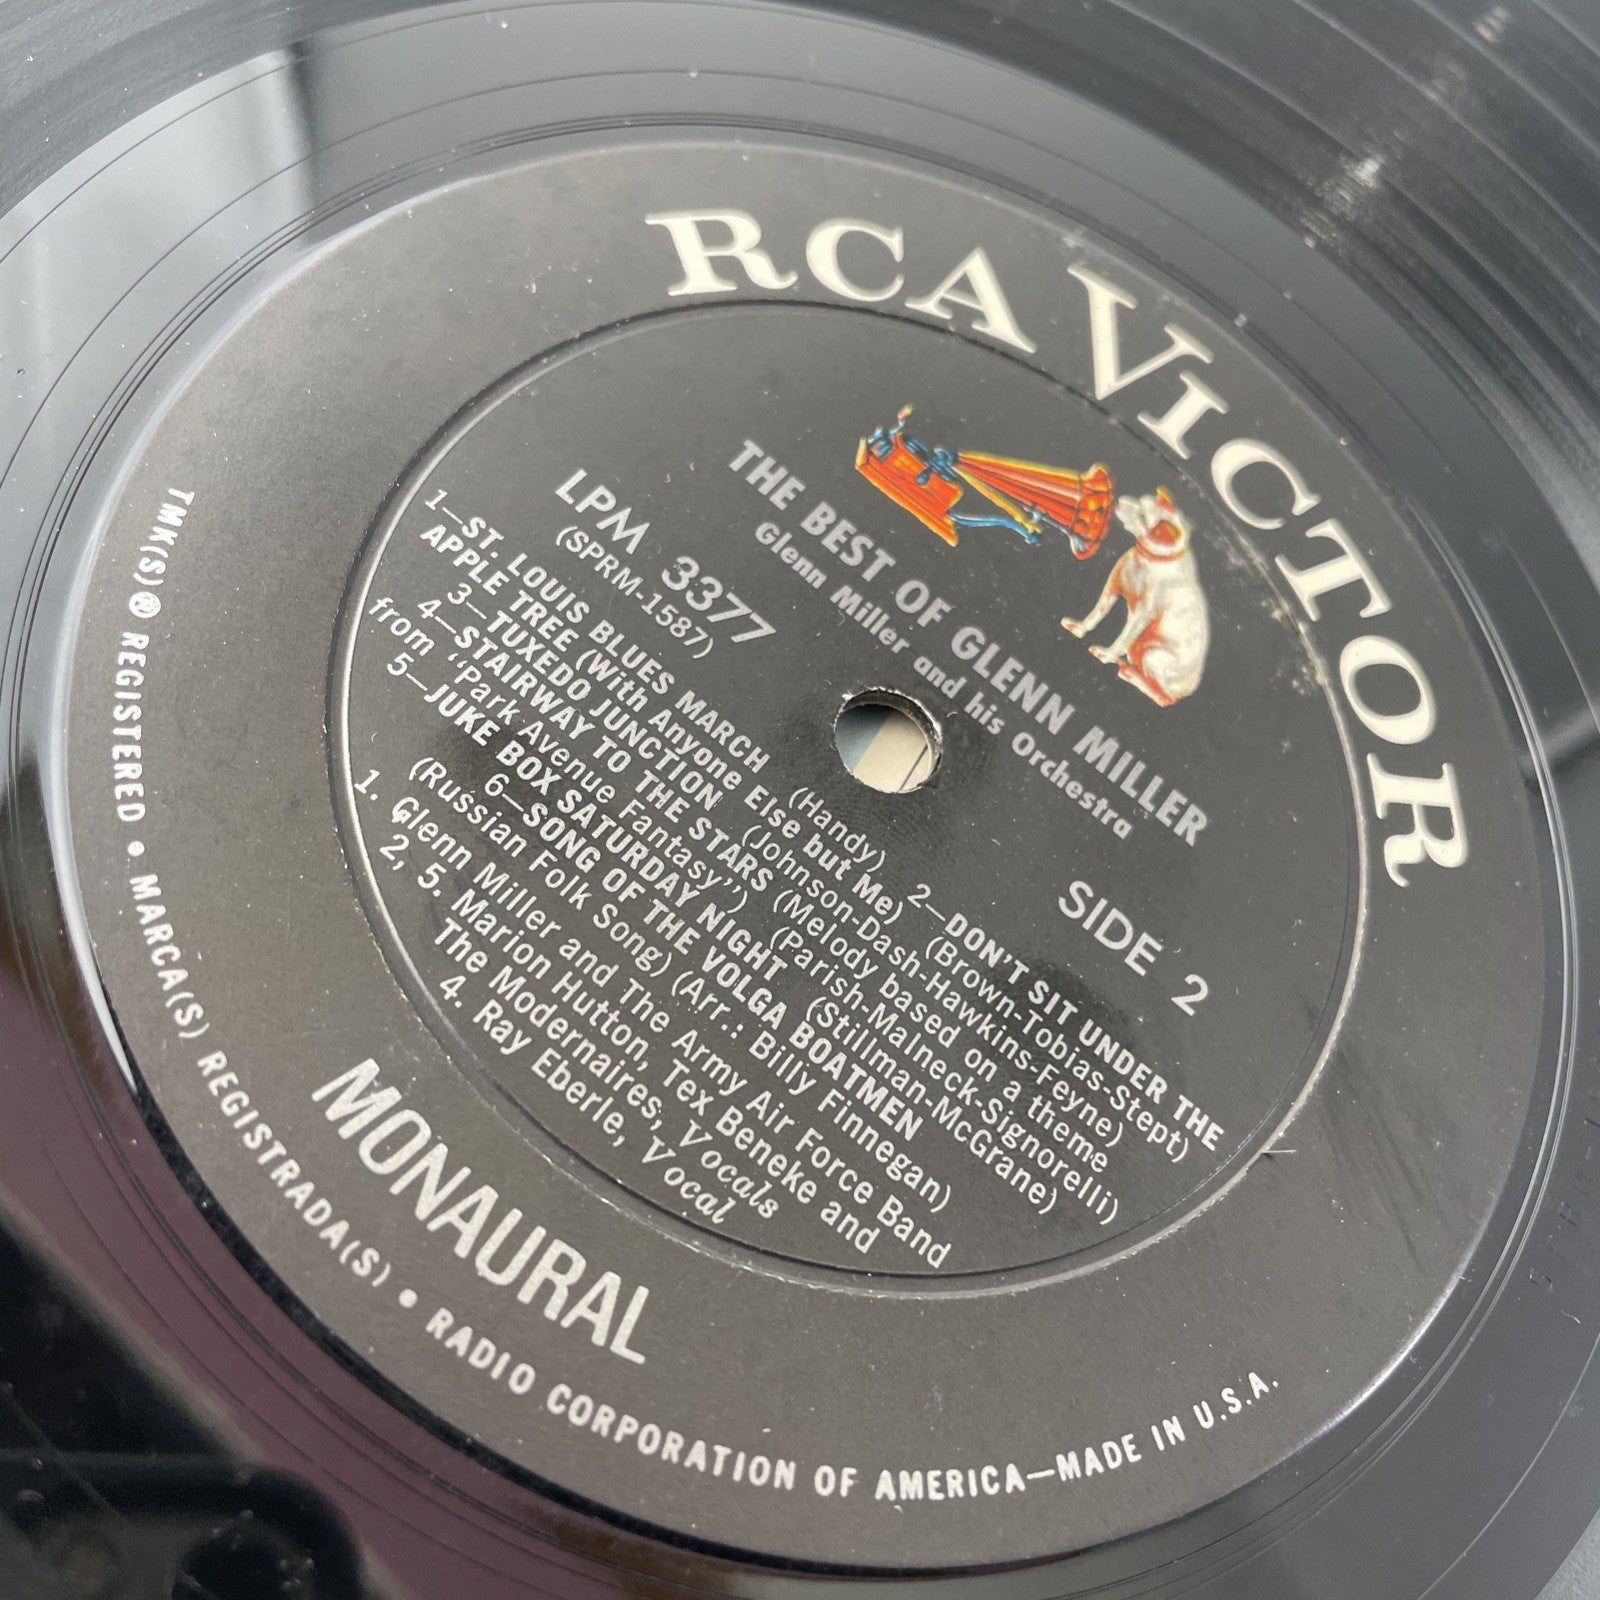 RCA VICTOR
THE BEST OF GLENN MILLER
Glenn Miller and his Orchestra
LPM 3377
(SPRM-1587)
SIDE 2
1—ST. LOUIS BLUES MARCH (Handy) 2—DON'T SIT UNDER THE
APPLE TREE (With Anyone Else but Me) (Brown-Tobias-Stept)
3—TUXEDO JUNCTION (Johnson-Dash-Hawkins-Feyne)
4—STAIRWAY TO THE STARS (Melody based on a theme
from "Park Avenue Fantasy") (Parish-Malneck-Signorelli)
5—JUKE BOX SATURDAY NIGHT (Stillman-McGrane)
6—SONG OF THE VOLGA BOATMEN
(Russian Folk Song) (Arr.: Billy Finnegan)
1. Glenn Miller and The Army Air Force Band
2, 5. Marion Hutton, Tex Beneke and
The Modernaires, Vocals
4. Ray Eberle, Vocal
MONAURAL
TMK(S) ® REGISTERED • MARCA(S) REGISTRADA(S) • RADIO CORPORATION OF AMERICA—MADE IN U.S.A.